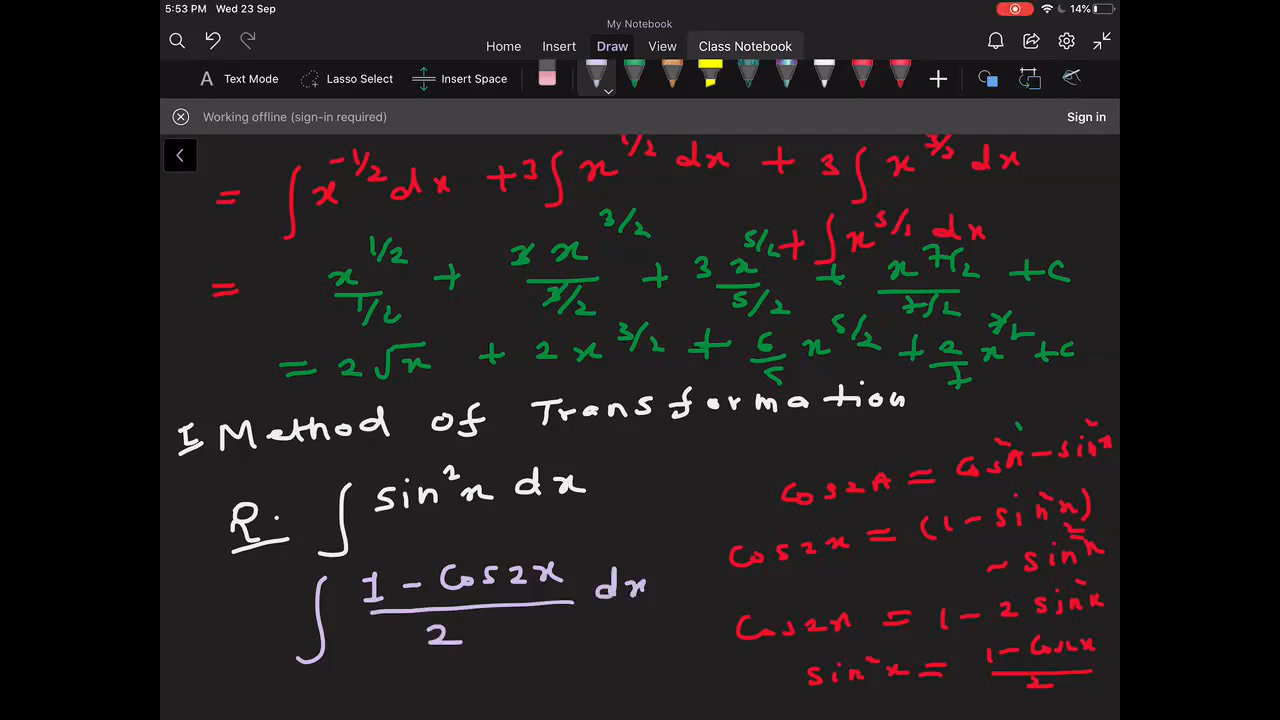 5:53 PM Wed 23 Sep
14%
My Notebook
Home Insert Draw View Class Notebook
Text Mode Lasso Select Insert Space
Working offline (sign-in required) Sign in
= ∫ x^{-1/2} dx + 3 ∫ x^{1/2} dx + 3 ∫ x^{3/2} dx
+ ∫ x^{5/2} dx
= x^{1/2}/(1/2) + 3 x^{3/2}/(3/2) + 3 x^{5/2}/(5/2) + x^{7/2}/(7/2) + C
= 2√x + 2x^{3/2} + 6/5 x^{5/2} + 2/7 x^{7/2} + C
I Method of Transformation
Q. ∫ sin²x dx
∫ (1 - Cos2x)/2 dx
Cos2A = Cos²A - sin²x
Cos2x = (1 - sin²x)
- sin²x
Cos2x = 1 - 2 sin²x
sin²x = (1 - Cos2x)/2